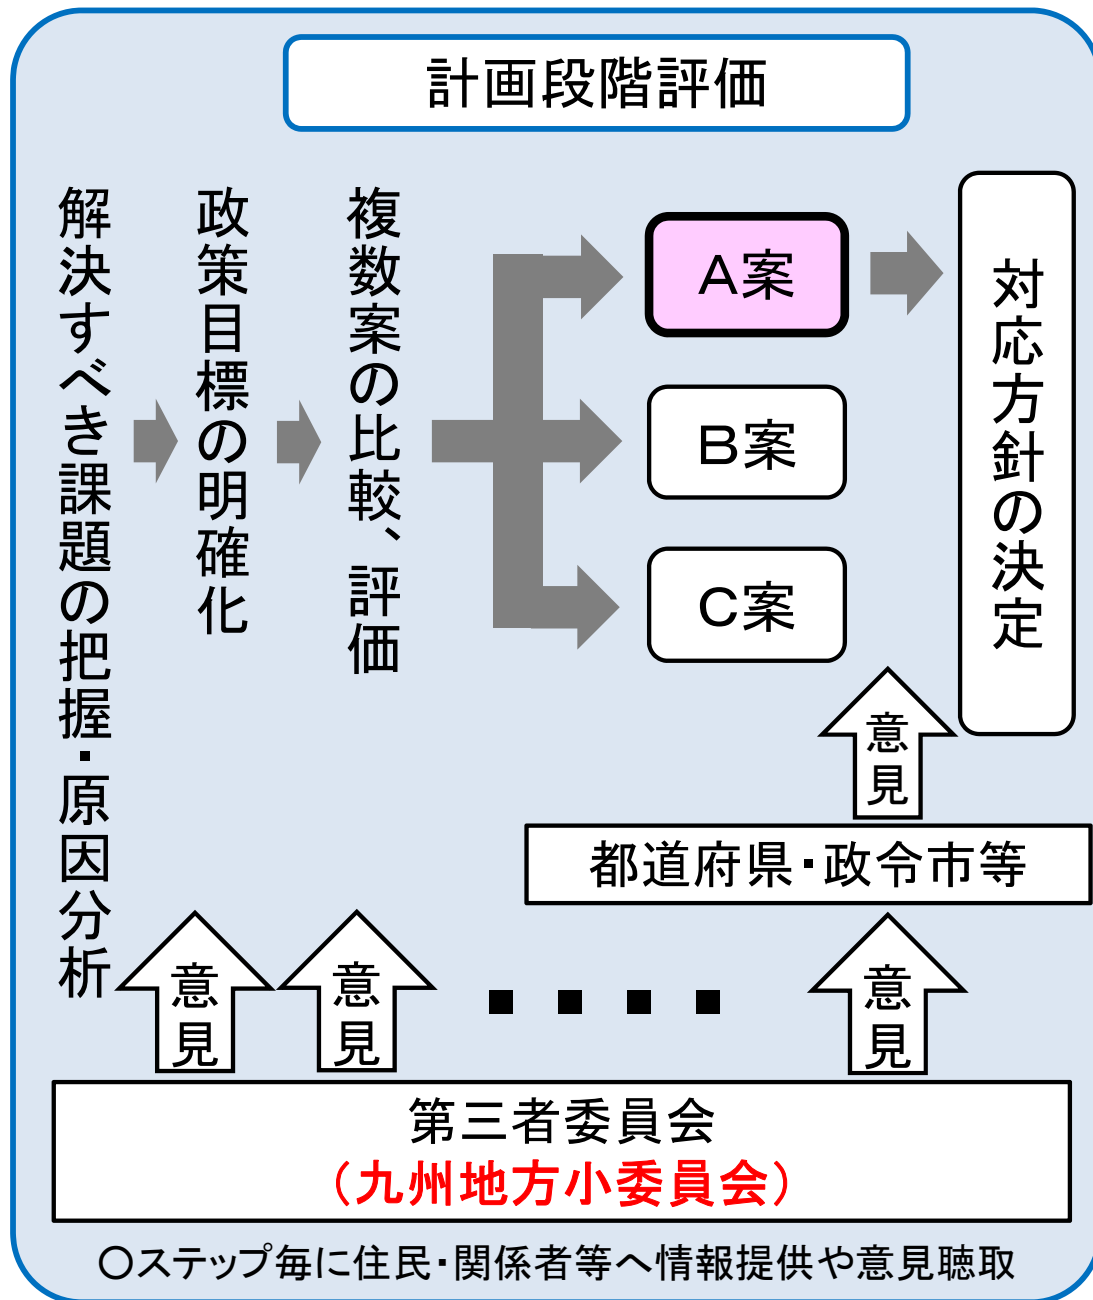 計画段階評価
解決すべき課題の把握・原因分析
政策目標の明確化
複数案の比較、評価
A案
B案
C案
対応方針の決定
意見
都道府県・政令市等
意見
意見
・・・・
意見
第三者委員会
（九州地方小委員会）
○ステップ毎に住民・関係者等へ情報提供や意見聴取